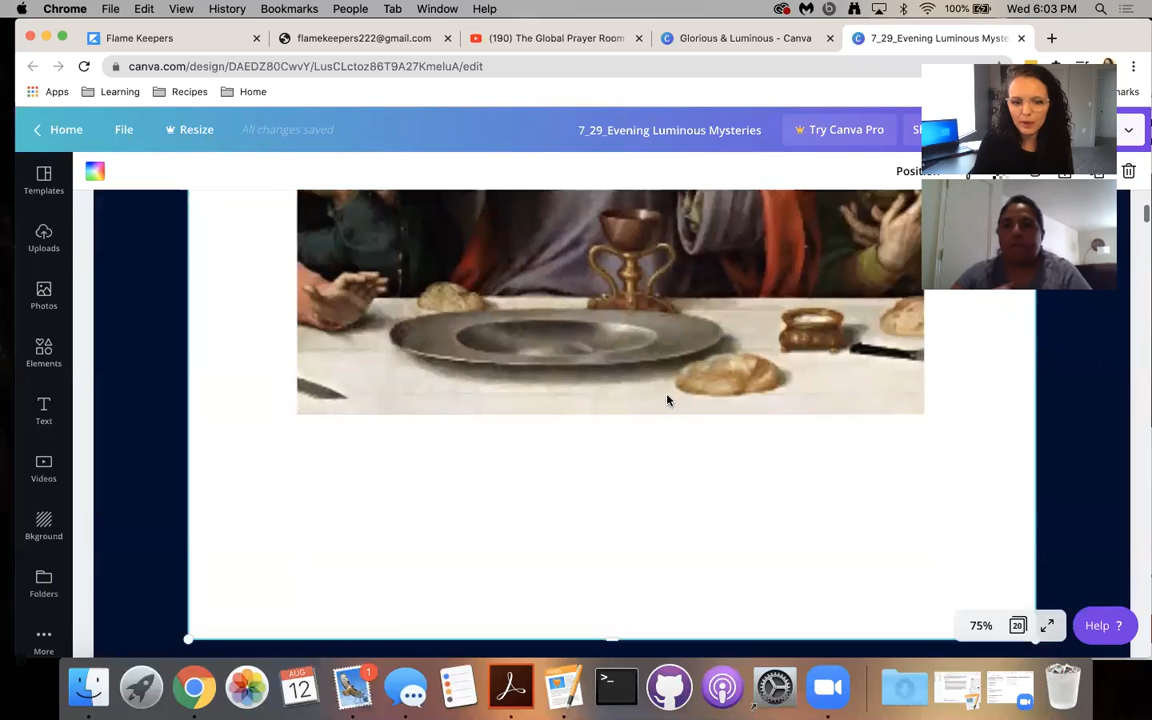 Chrome File Edit View History Bookmarks People Tab Window Help 100% Wed 6:03 PM
Flame Keepers × flamekeepers222@gmail.com × (190) The Global Prayer Room × Glorious & Luminous - Canva × 7_29_Evening Luminous Myste ×
canva.com/design/DAEDZ80CwvY/LusCLctoz86T9A27KmeluA/edit
Apps Learning Recipes Home marks
Home File Resize All changes saved 7_29_Evening Luminous Mysteries Try Canva Pro
Templates
Uploads
Photos
Elements
Text
Videos
Bkground
Folders
More
75% 20 Help ?
AUG
12
1
>_